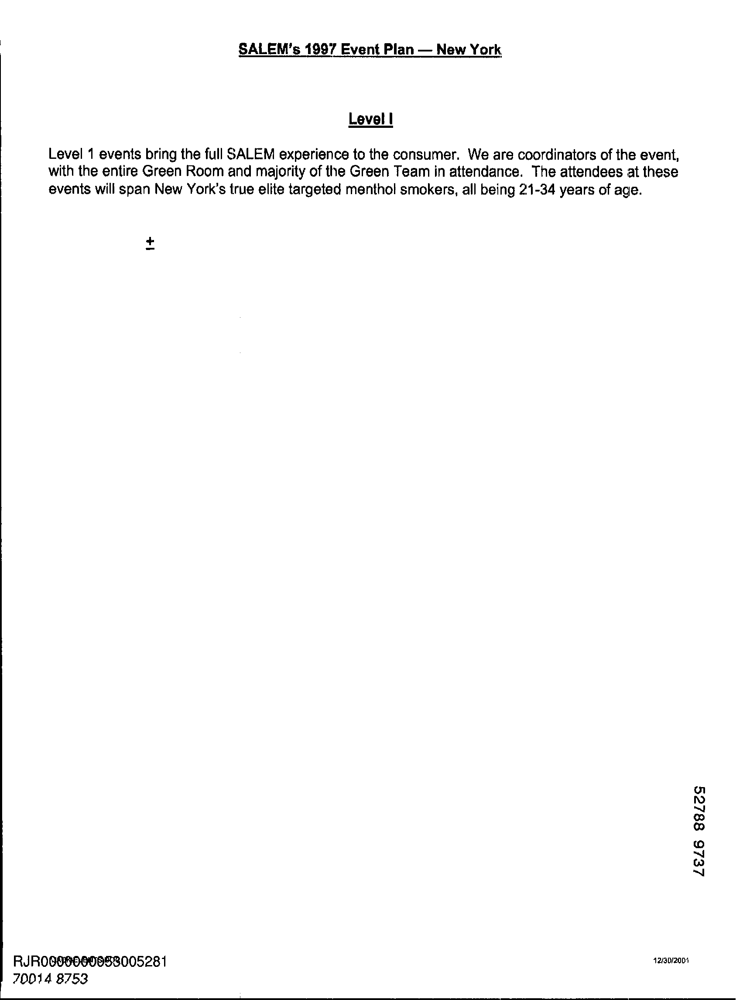 SALEM's 1997 Event Plan — New York
Level I
Level 1 events bring the full SALEM experience to the consumer. We are coordinators of the event,
with the entire Green Room and majority of the Green Team in attendance. The attendees at these
events will span New York's true elite targeted menthol smokers, all being 21-34 years of age.
±
52788 9737
12/30/2001
70014 8753